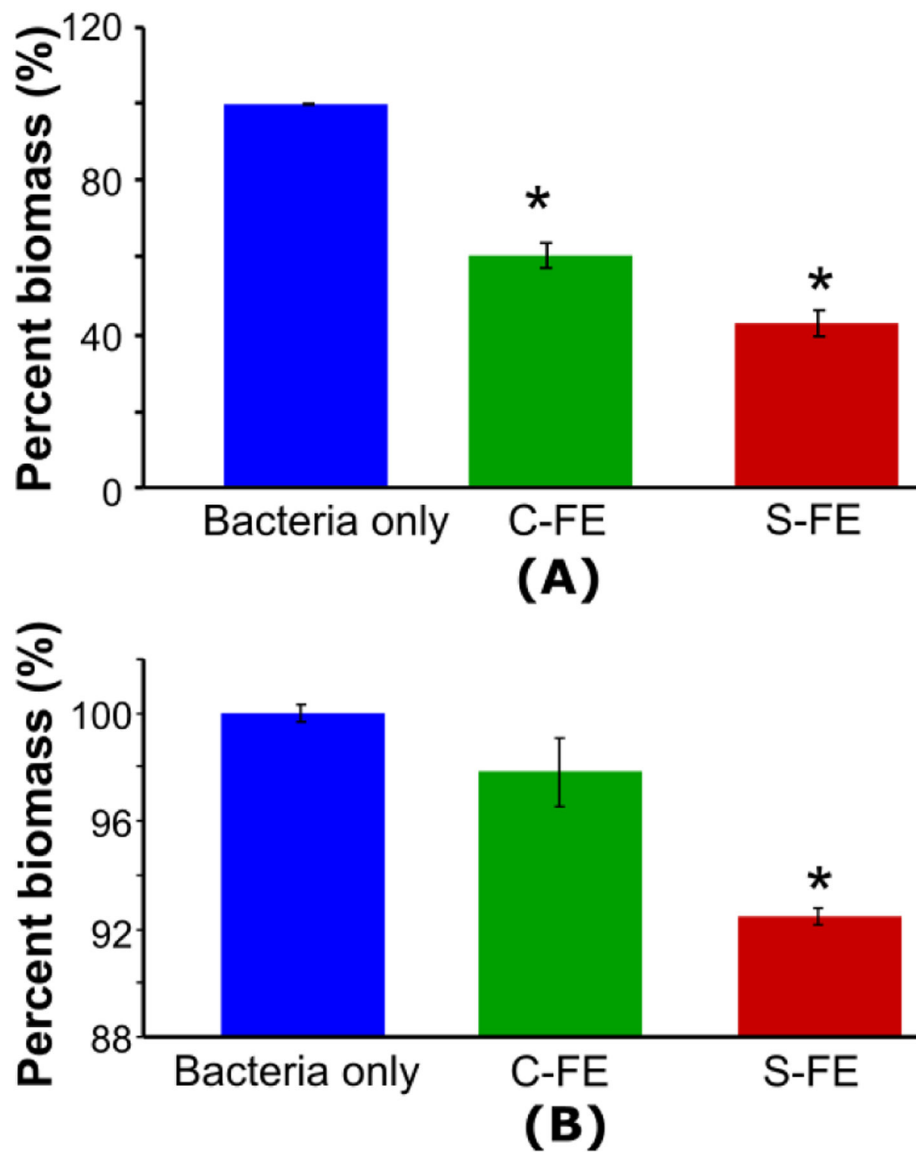 Percent biomass (%)
120
80
40
0
*
*
Bacteria only C-FE S-FE
(A)
Percent biomass (%)
100
96
92
88
*
Bacteria only C-FE S-FE
(B)